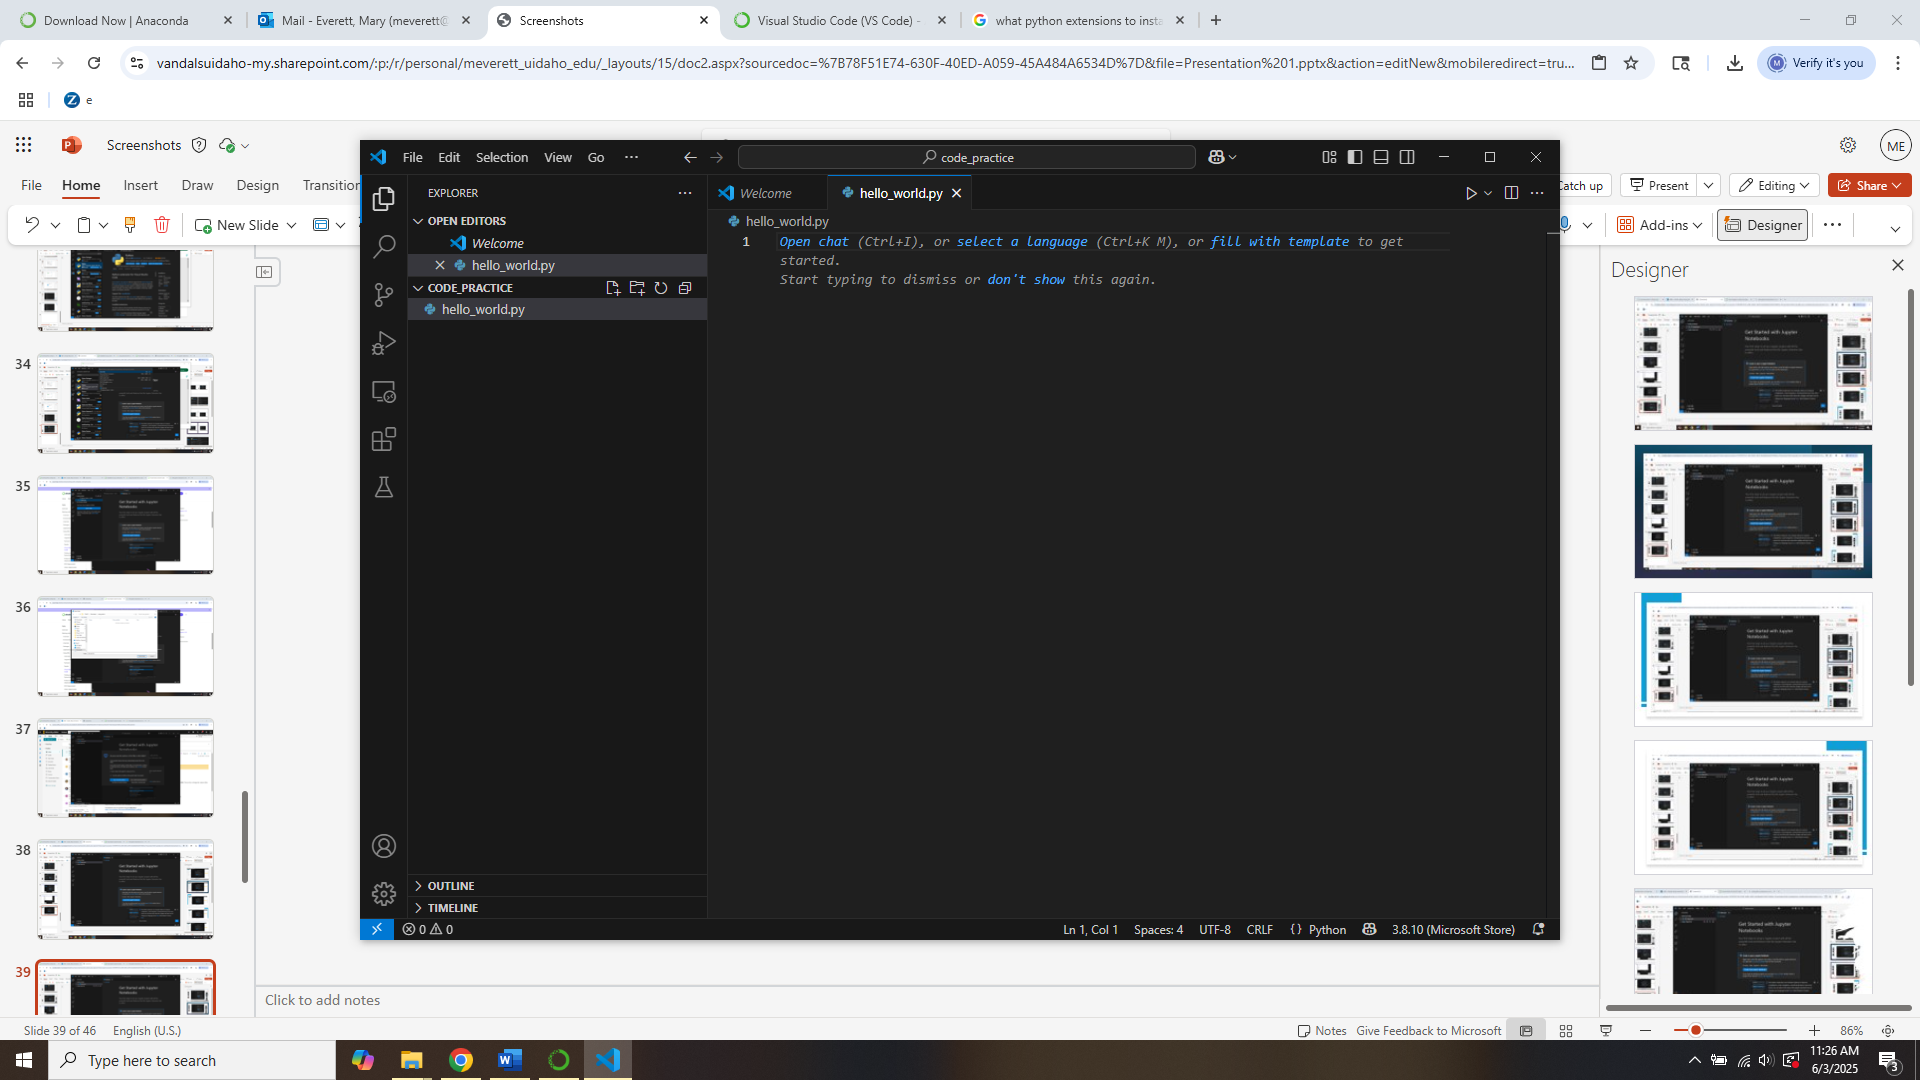 Download Now | Anaconda
Mail - Everett, Mary (meverett@
Screenshots
Visual Studio Code (VS Code) -
what python extensions to insta
vandalsuidaho-my.sharepoint.com/:p:/r/personal/meverett_uidaho_edu/_layouts/15/doc2.aspx?sourcedoc=%7B78F51E74-630F-40ED-A059-45A484A6534D%7D&file=Presentation%201.pptx&action=editNew&mobileredirect=tru...
Verify it's you
e
Screenshots
ME
File Home Insert Draw Design Transition
Catch up Present Editing Share
New Slide
Add-ins Designer
File Edit Selection View Go
code_practice
EXPLORER
Welcome
hello_world.py
OPEN EDITORS
Welcome
hello_world.py
CODE_PRACTICE
hello_world.py
hello_world.py
1
Open chat (Ctrl+I), or select a language (Ctrl+K M), or fill with template to get
started.
Start typing to dismiss or don't show this again.
OUTLINE
TIMELINE
0 0
Ln 1, Col 1 Spaces: 4 UTF-8 CRLF {} Python 3.8.10 (Microsoft Store)
Designer
34
35
36
37
38
39
Click to add notes
Slide 39 of 46 English (U.S.)
Notes Give Feedback to Microsoft 86%
Type here to search
11:26 AM
6/3/2025
3